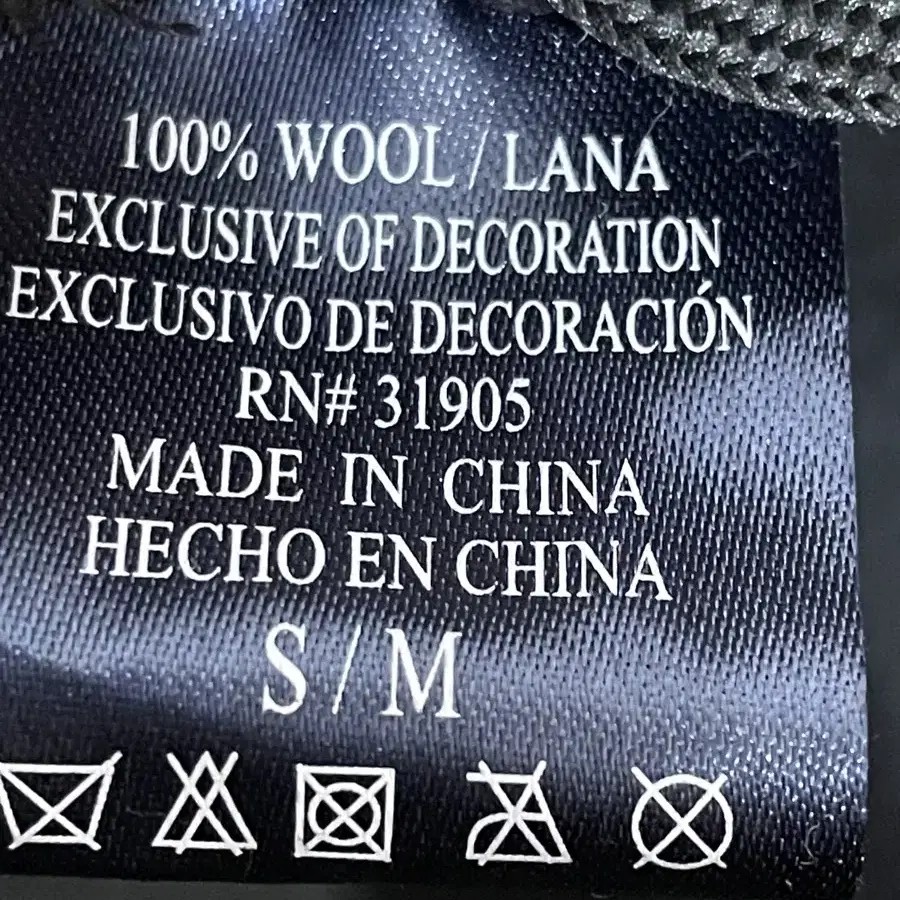 100% WOOL / LANA
EXCLUSIVE OF DECORATION
EXCLUSIVO DE DECORACIÓN
RN# 31905
MADE IN CHINA
HECHO EN CHINA
S / M